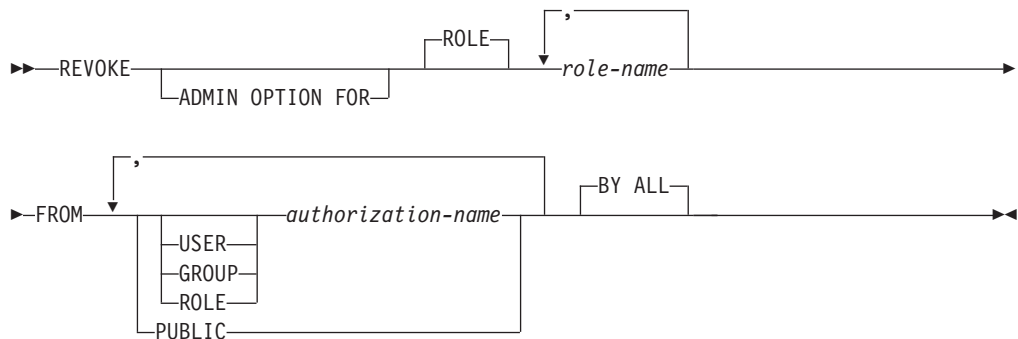 ,
ROLE
REVOKE role-name
ADMIN OPTION FOR
,
BY ALL
FROM authorization-name
USER
GROUP
ROLE
PUBLIC